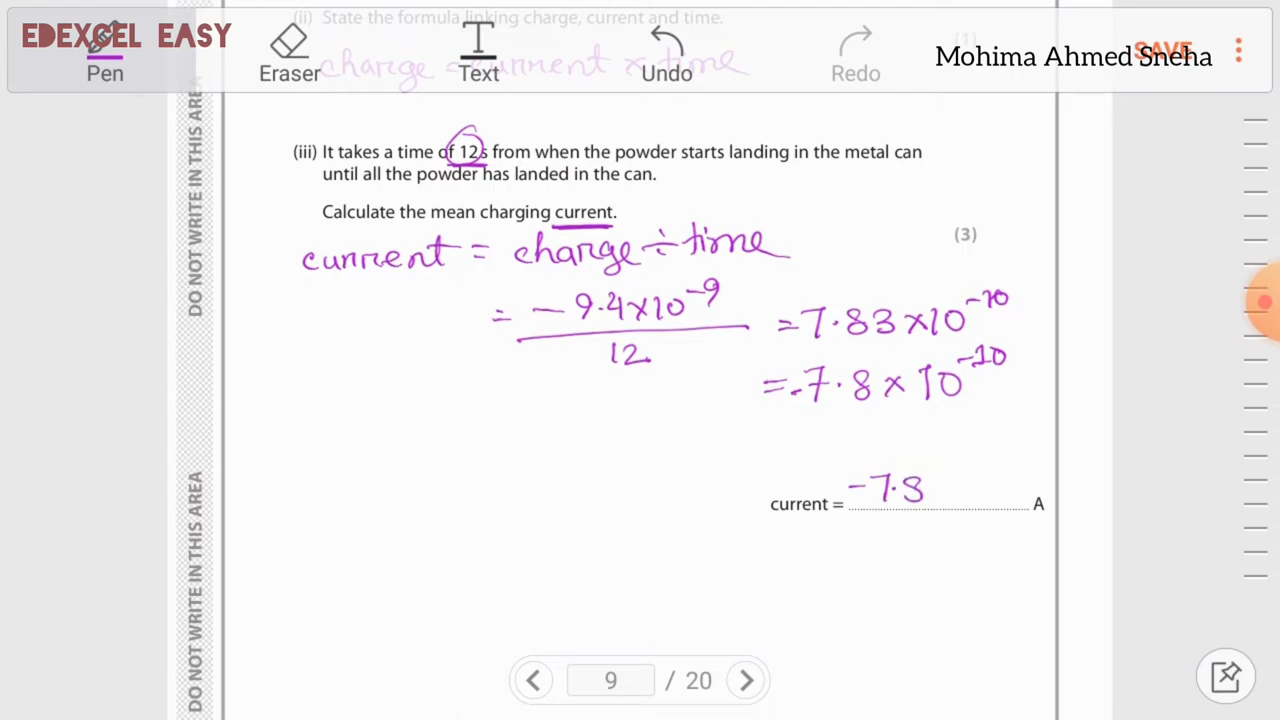 (ii) State the formula linking charge, current and time.
EDEXCEL EASY
SAVE
Mohima Ahmed Sneha
(1)
charge = current × time
Pen Eraser Text Undo Redo
(iii) It takes a time of 12s from when the powder starts landing in the metal can
until all the powder has landed in the can.
Calculate the mean charging current.
(3)
current = charge ÷ time
= -9.4×10⁻⁹ / 12 = 7.83×10⁻¹⁰
= -7.8×10⁻¹⁰
current = -7.8 A
DO NOT WRITE IN THIS AREA
DO NOT WRITE IN THIS AREA
9 / 20